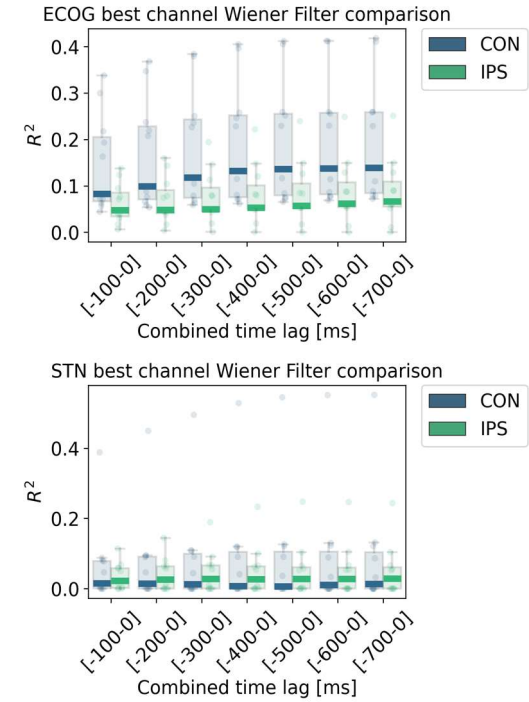 ECOG best channel Wiener Filter comparison
0.4
0.3
0.2
0.1
0.0
R²
CON
IPS
[-100-0]
[-200-0]
[-300-0]
[-400-0]
[-500-0]
[-600-0]
[-700-0]
Combined time lag [ms]
STN best channel Wiener Filter comparison
0.4
0.2
0.0
R²
CON
IPS
[-100-0]
[-200-0]
[-300-0]
[-400-0]
[-500-0]
[-600-0]
[-700-0]
Combined time lag [ms]